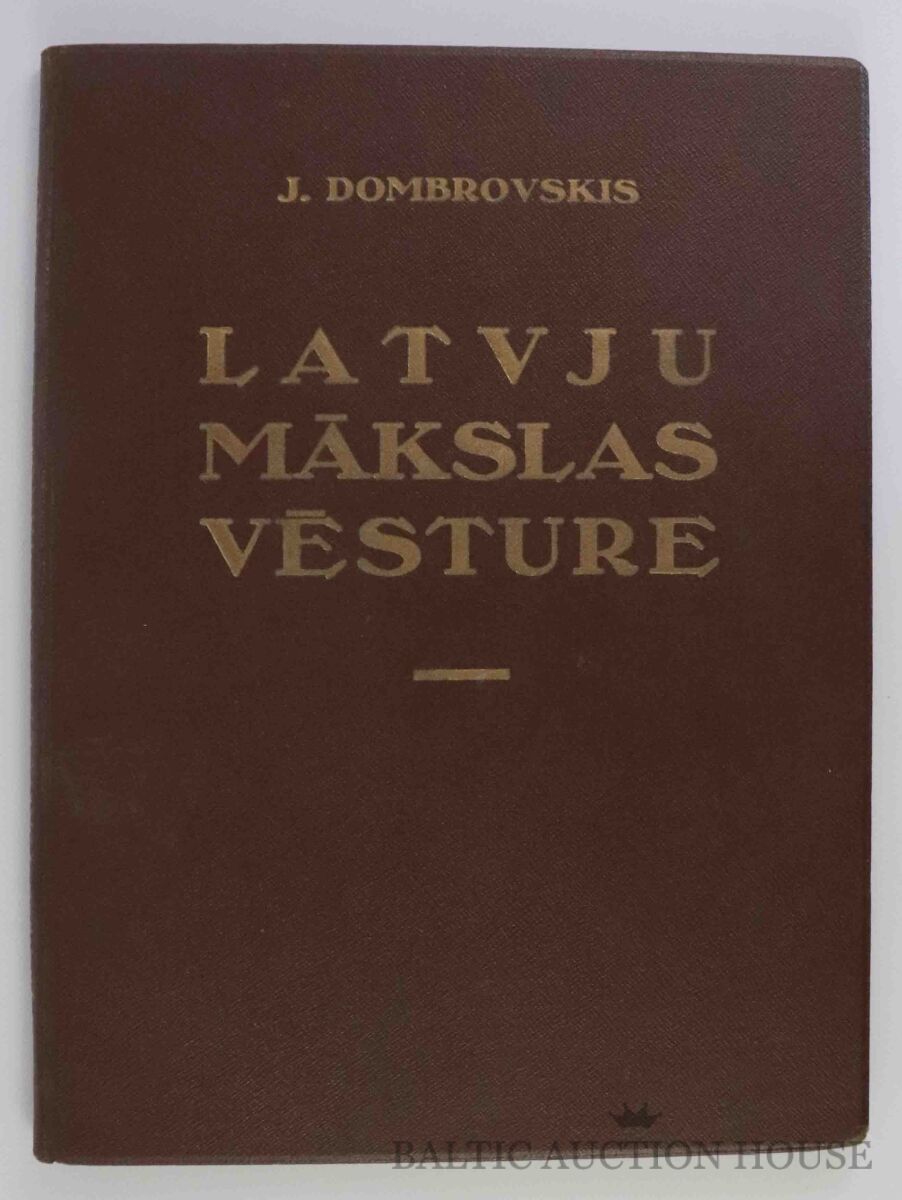 J. DOMBROVSKIS
LATVJU
MĀKSLAS
VĒSTURE
BALTIC AUCTION HOUSE